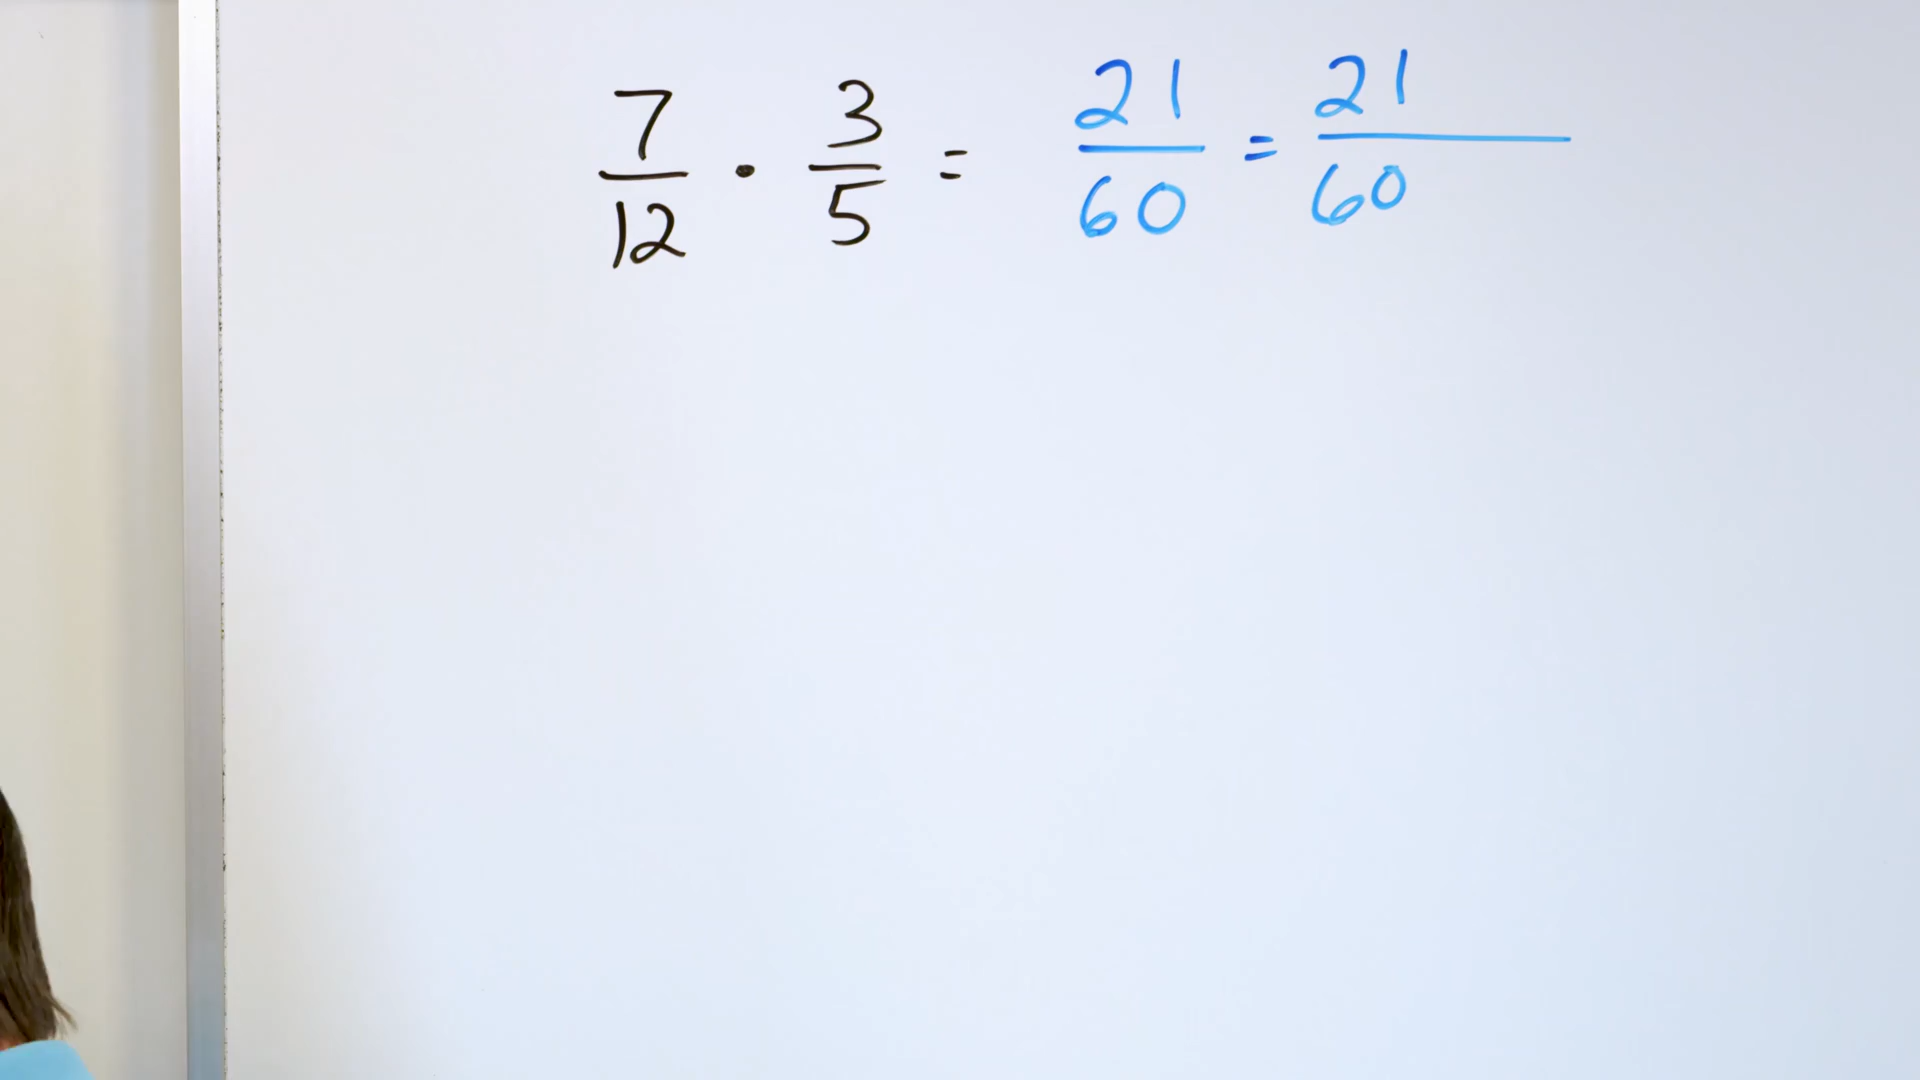 7/12 · 3/5 = 21/60 = 21/60